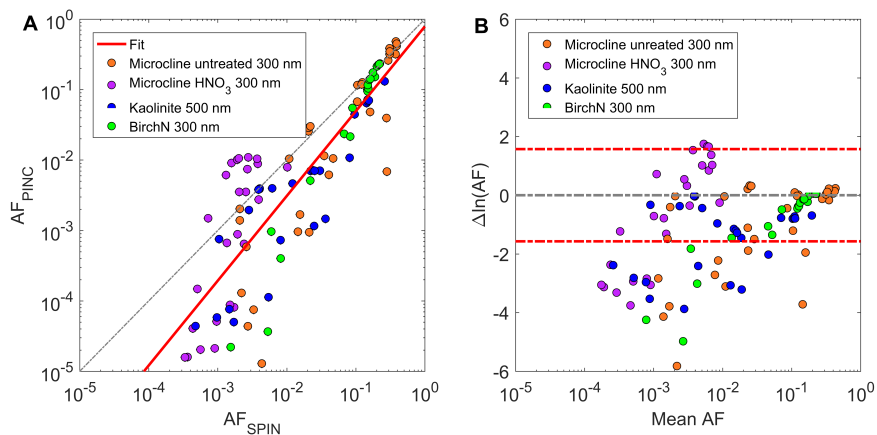 A
Fit
Microcline untreated 300 nm
Microcline HNO3 300 nm
Kaolinite 500 nm
BirchN 300 nm
10^0
10^-1
10^-2
10^-3
10^-4
10^-5
AF_PINC
10^-5 10^-4 10^-3 10^-2 10^-1 10^0
AF_SPIN
B
Microcline untreated 300 nm
Microcline HNO3 300 nm
Kaolinite 500 nm
BirchN 300 nm
6
4
2
0
-2
-4
-6
Δln(AF)
10^-5 10^-4 10^-3 10^-2 10^-1 10^0
Mean AF